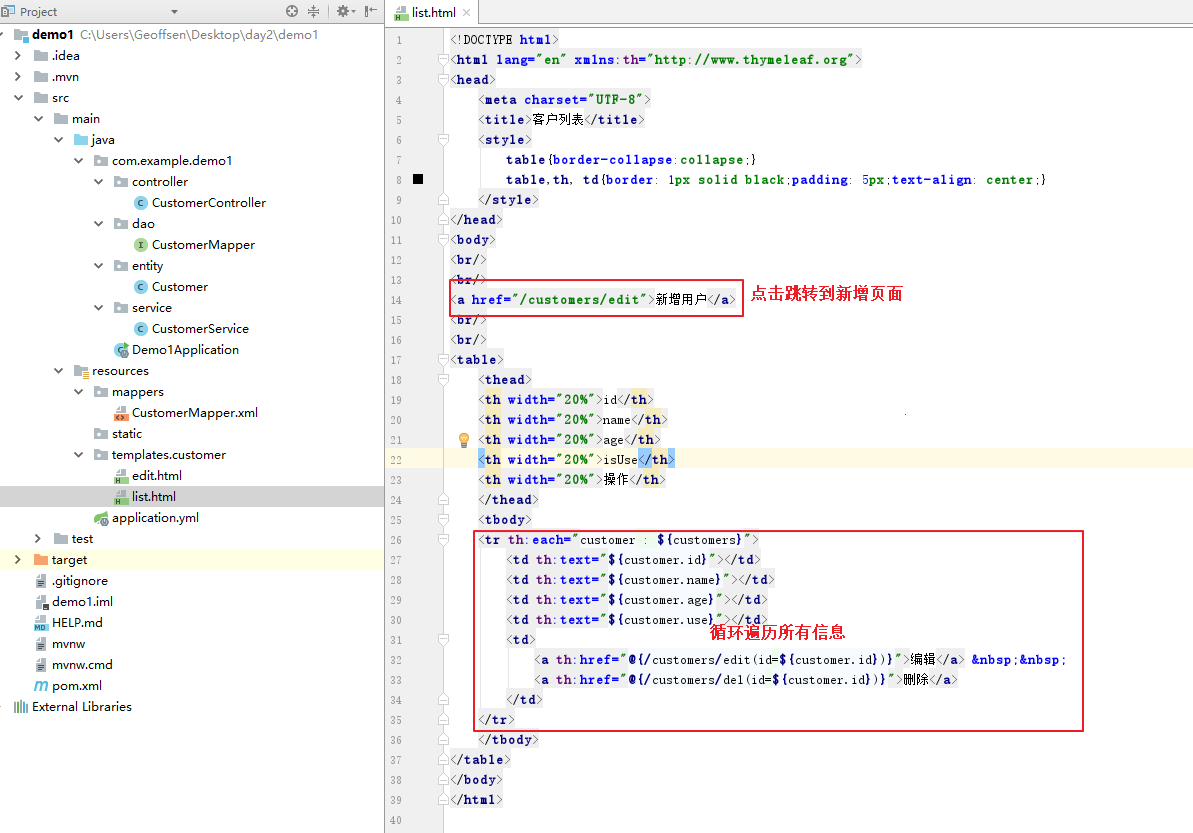 Project
demo1 C:\Users\Geoffsen\Desktop\day2\demo1
.idea
.mvn
src
main
java
com.example.demo1
controller
CustomerController
dao
CustomerMapper
entity
Customer
service
CustomerService
Demo1Application
resources
mappers
CustomerMapper.xml
static
templates.customer
edit.html
list.html
application.yml
test
target
.gitignore
demo1.iml
HELP.md
mvnw
mvnw.cmd
pom.xml
External Libraries
list.html
1 <!DOCTYPE html>
2 <html lang="en" xmlns:th="http://www.thymeleaf.org">
3 <head>
4 <meta charset="UTF-8">
5 <title>客户列表</title>
6 <style>
7 table{border-collapse:collapse;}
8 table,th, td{border: 1px solid black;padding: 5px;text-align: center;}
9 </style>
10 </head>
11 <body>
12 <br/>
13 <br/>
14 <a href="/customers/edit">新增用户</a> 点击跳转到新增页面
15 <br/>
16 <br/>
17 <table>
18 <thead>
19 <th width="20%">id</th>
20 <th width="20%">name</th>
21 <th width="20%">age</th>
22 <th width="20%">isUse</th>
23 <th width="20%">操作</th>
24 </thead>
25 <tbody>
26 <tr th:each="customer : ${customers}">
27 <td th:text="${customer.id}"></td>
28 <td th:text="${customer.name}"></td>
29 <td th:text="${customer.age}"></td>
30 <td th:text="${customer.use}"></td>
循环遍历所有信息
31 <td>
32 <a th:href="@{/customers/edit(id=${customer.id})}">编辑</a> &nbsp;&nbsp;
33 <a th:href="@{/customers/del(id=${customer.id})}">删除</a>
34 </td>
35 </tr>
36 </tbody>
37 </table>
38 </body>
39 </html>
40